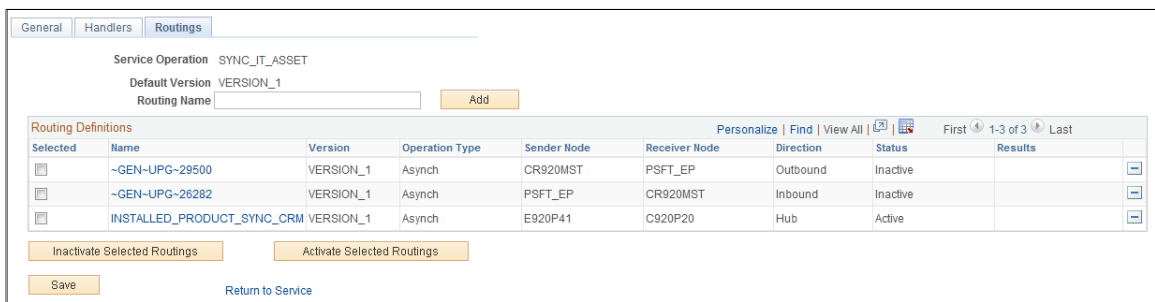 General Handlers Routings
Service Operation SYNC_IT_ASSET
Default Version VERSION_1
Routing Name Add
Routing Definitions Personalize | Find | View All | | First 1-3 of 3 Last
Selected Name Version Operation Type Sender Node Receiver Node Direction Status Results
~GEN~UPG~29500 VERSION_1 Asynch CR920MST PSFT_EP Outbound Inactive
~GEN~UPG~26282 VERSION_1 Asynch PSFT_EP CR920MST Inbound Inactive
INSTALLED_PRODUCT_SYNC_CRM VERSION_1 Asynch E920P41 C920P20 Hub Active
Inactivate Selected Routings Activate Selected Routings
Save Return to Service